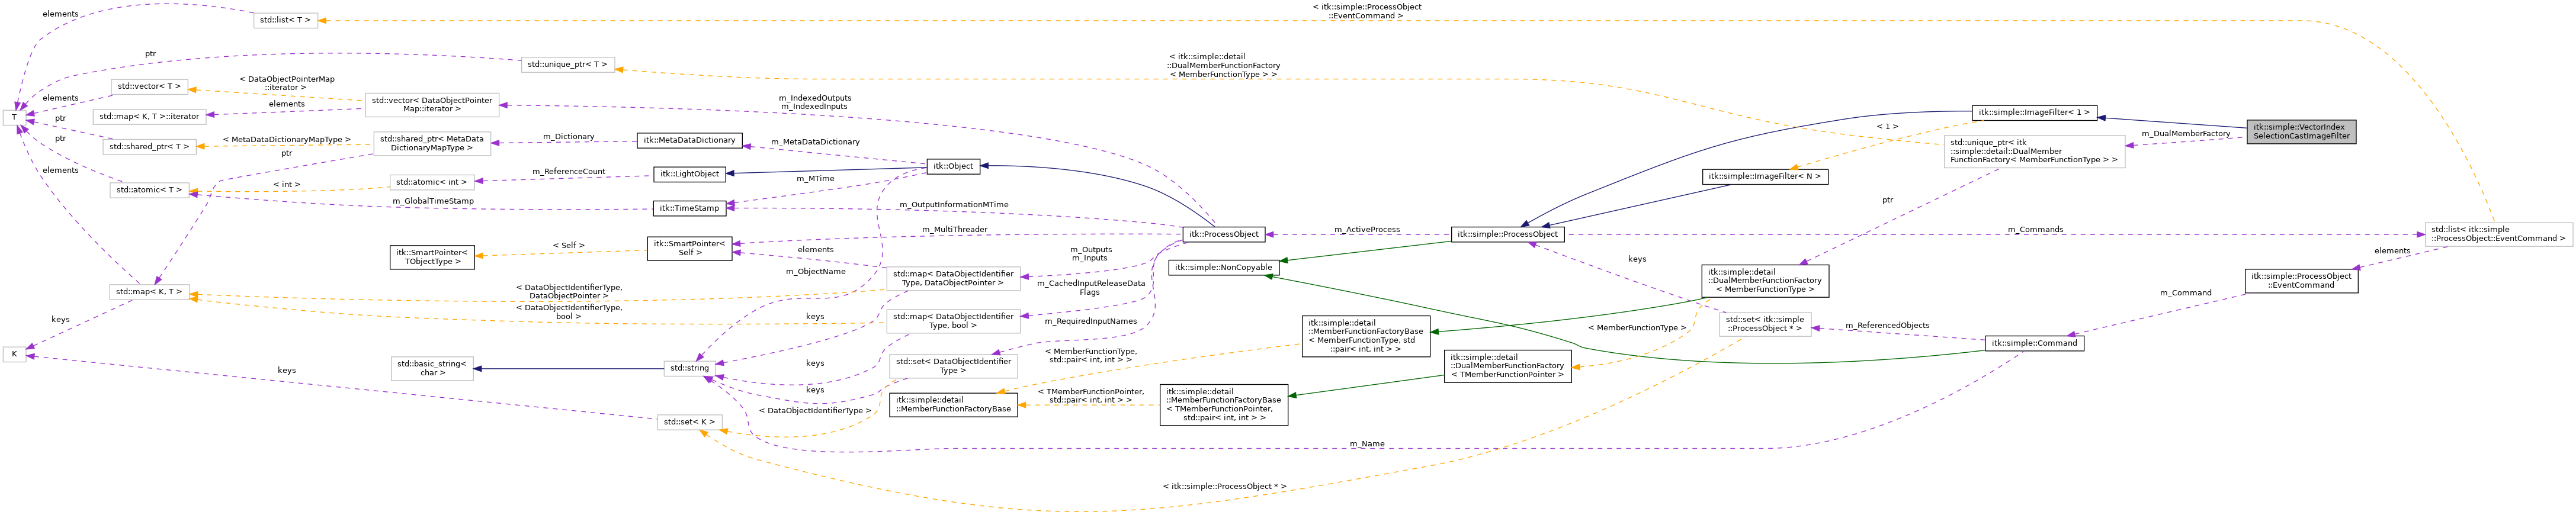 elements
std::list< T >
< itk::simple::ProcessObject
::EventCommand >
ptr
std::unique_ptr< T >
< itk::simple::detail
::DualMemberFunctionFactory
< MemberFunctionType > >
std::vector< T >
< DataObjectPointerMap
::iterator >
elements
T
std::map< K, T >::iterator
elements
std::vector< DataObjectPointer
Map::iterator >
m_IndexedOutputs
m_IndexedInputs
ptr
std::shared_ptr< T >
< MetaDataDictionaryMapType >
std::shared_ptr< MetaData
DictionaryMapType >
m_Dictionary
itk::MetaDataDictionary
m_MetaDataDictionary
ptr
ptr
elements
std::atomic< T >
< int >
std::atomic< int >
m_ReferenceCount
itk::LightObject
itk::Object
m_MTime
m_GlobalTimeStamp
itk::TimeStamp
m_OutputInformationMTime
itk::simple::ImageFilter< 1 >
< 1 >
itk::simple::VectorIndex
SelectionCastImageFilter
m_DualMemberFactory
std::unique_ptr< itk
::simple::detail::DualMember
FunctionFactory< MemberFunctionType > >
itk::simple::ImageFilter< N >
ptr
m_MultiThreader
itk::ProcessObject
m_ActiveProcess
itk::simple::ProcessObject
m_Commands
std::list< itk::simple
::ProcessObject::EventCommand >
itk::SmartPointer<
TObjectType >
< Self >
itk::SmartPointer<
Self >
elements
m_ObjectName
m_Outputs
m_Inputs
itk::simple::NonCopyable
keys
elements
std::map< K, T >
< DataObjectIdentifierType,
DataObjectPointer >
< DataObjectIdentifierType,
bool >
std::map< DataObjectIdentifier
Type, DataObjectPointer >
m_CachedInputReleaseData
Flags
itk::simple::detail
::DualMemberFunctionFactory
< MemberFunctionType >
itk::simple::ProcessObject
::EventCommand
m_Command
keys
keys
std::map< DataObjectIdentifier
Type, bool >
m_RequiredInputNames
itk::simple::detail
::MemberFunctionFactoryBase
< MemberFunctionType, std
::pair< int, int > >
< MemberFunctionType >
std::set< itk::simple
::ProcessObject * >
m_ReferencedObjects
itk::simple::Command
K
keys
std::basic_string<
char >
std::string
keys
keys
std::set< DataObjectIdentifier
Type >
< MemberFunctionType,
std::pair< int, int > >
itk::simple::detail
::DualMemberFunctionFactory
< TMemberFunctionPointer >
itk::simple::detail
::MemberFunctionFactoryBase
< TMemberFunctionPointer,
std::pair< int, int > >
itk::simple::detail
::MemberFunctionFactoryBase
< TMemberFunctionPointer,
std::pair< int, int > >
< DataObjectIdentifierType >
std::set< K >
m_Name
< itk::simple::ProcessObject * >